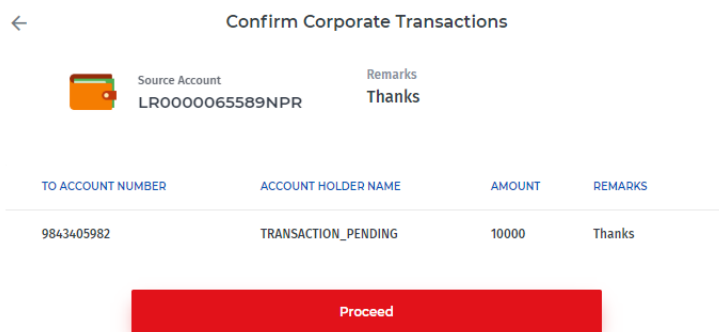 Confirm Corporate Transactions
Source Account
LR0000065589NPR
Remarks
Thanks
TO ACCOUNT NUMBER ACCOUNT HOLDER NAME AMOUNT REMARKS
9843405982 TRANSACTION_PENDING 10000 Thanks
Proceed